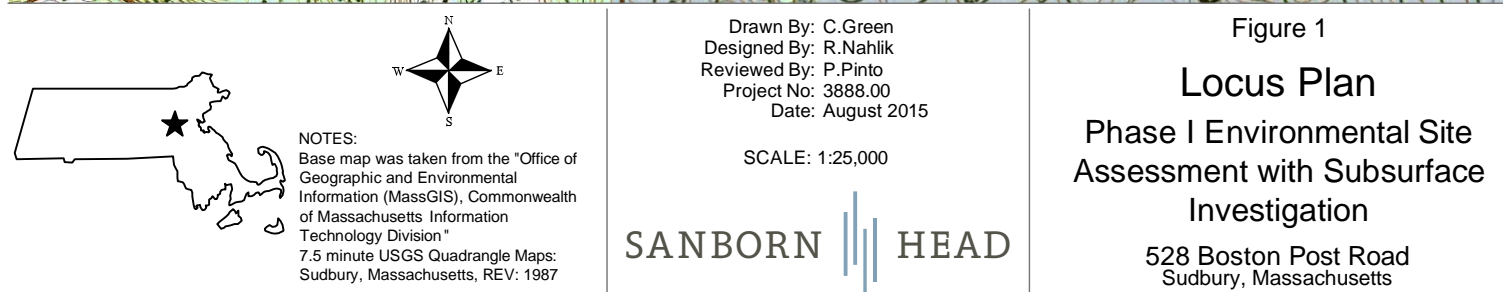 N
W E
S
NOTES:
Base map was taken from the "Office of
Geographic and Environmental
Information (MassGIS), Commonwealth
of Massachusetts Information
Technology Division"
7.5 minute USGS Quadrangle Maps:
Sudbury, Massachusetts, REV: 1987
Drawn By: C.Green
Designed By: R.Nahlik
Reviewed By: P.Pinto
Project No: 3888.00
Date: August 2015
SCALE: 1:25,000
SANBORN HEAD
Figure 1
Locus Plan
Phase I Environmental Site
Assessment with Subsurface
Investigation
528 Boston Post Road
Sudbury, Massachusetts